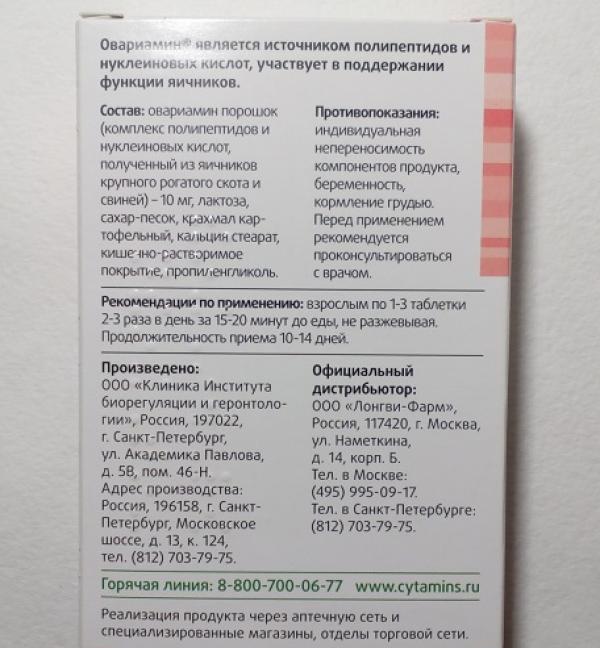 Овариамин® является источником полипептидов и
нуклеиновых кислот, участвует в поддержании
функции яичников.
Состав: овариамин порошок
(комплекс полипептидов и
нуклеиновых кислот,
полученный из яичников
крупного рогатого скота и
свиней) – 10 мг, лактоза,
сахар-песок, крахмал кар-
тофельный, кальция стеарат,
кишечно-растворимое
покрытие, пропиленгликоль.
Противопоказания:
индивидуальная
непереносимость
компонентов продукта,
беременность,
кормление грудью.
Перед применением
рекомендуется
проконсультироваться
с врачом.
Рекомендации по применению: взрослым по 1-3 таблетки
2-3 раза в день за 15-20 минут до еды, не разжевывая.
Продолжительность приема 10-14 дней.
Произведено:
ООО «Клиника Института
биорегуляции и геронтоло-
гии», Россия, 197022,
г. Санкт-Петербург,
ул. Академика Павлова,
д. 5В, пом. 46-Н.
Адрес производства:
Россия, 196158, г. Санкт-
Петербург, Московское
шоссе, д. 13, к. 124,
тел. (812) 703-79-75.
Официальный
дистрибьютор:
ООО «Лонгви-Фарм»,
Россия, 117420, г. Москва,
ул. Наметкина,
д. 14, корп. Б.
Тел. в Москве:
(495) 995-09-17.
Тел. в Санкт-Петербурге:
(812) 703-79-75.
Горячая линия: 8-800-700-06-77 www.cytamins.ru
Реализация продукта через аптечную сеть и
специализированные магазины, отделы торговой сети.